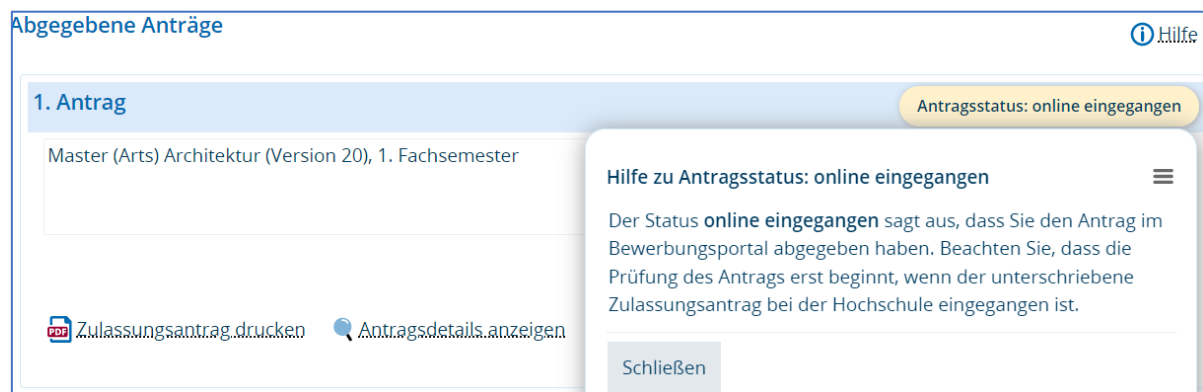 Abgegebene Anträge
Hilfe
1. Antrag
Antragsstatus: online eingegangen
Master (Arts) Architektur (Version 20), 1. Fachsemester
Hilfe zu Antragsstatus: online eingegangen
Der Status online eingegangen sagt aus, dass Sie den Antrag im
Bewerbungsportal abgegeben haben. Beachten Sie, dass die
Prüfung des Antrags erst beginnt, wenn der unterschriebene
Zulassungsantrag bei der Hochschule eingegangen ist.
PDF Zulassungsantrag drucken
Antragsdetails anzeigen
Schließen